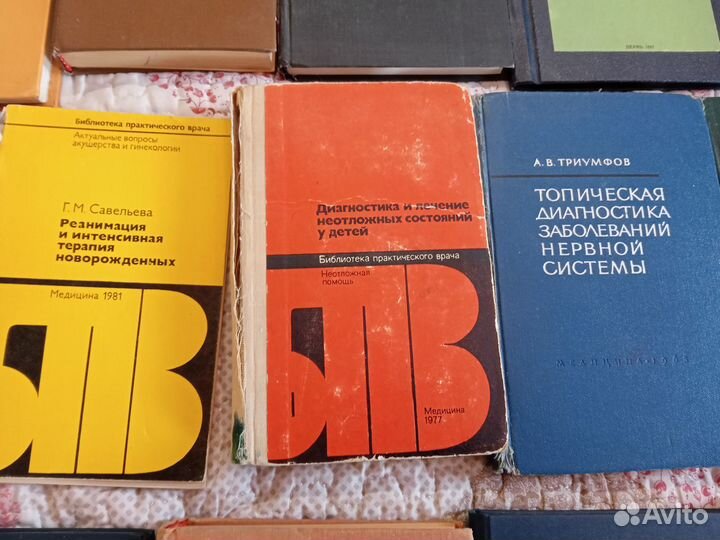 Библиотека практического врача
Актуальные вопросы
акушерства и гинекологии
Г. М. Савельева
Реанимация
и интенсивная
терапия
новорожденных
Медицина 1981
БПВ
Диагностика и лечение
неотложных состояний
у детей
Библиотека практического врача
Неотложная
помощь
БПВ
Медицина
1977
А. В. ТРИУМФОВ
ТОПИЧЕСКАЯ
ДИАГНОСТИКА
ЗАБОЛЕВАНИЙ
НЕРВНОЙ
СИСТЕМЫ
МЕДИЦИНА
Avito